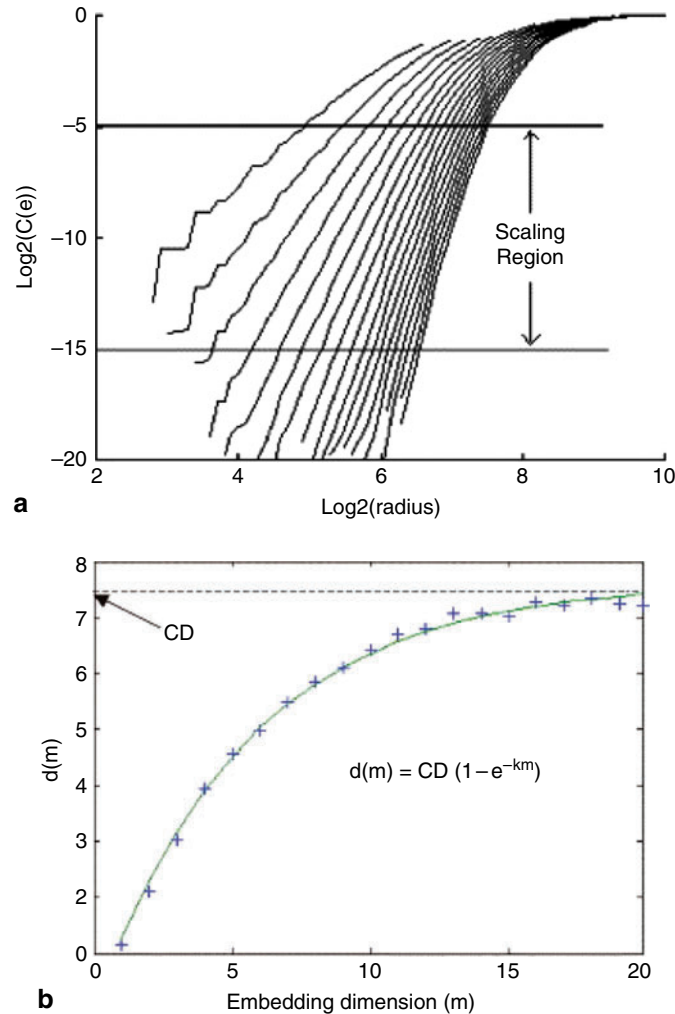 0
−5
−10
−15
−20
Log2(C(e))
Scaling
Region
2
4
6
8
10
Log2(radius)
a
8
7
6
5
4
3
2
0
d(m)
CD
d(m) = CD (1−e⁻ᵏᵐ)
0
5
10
15
20
Embedding dimension (m)
b